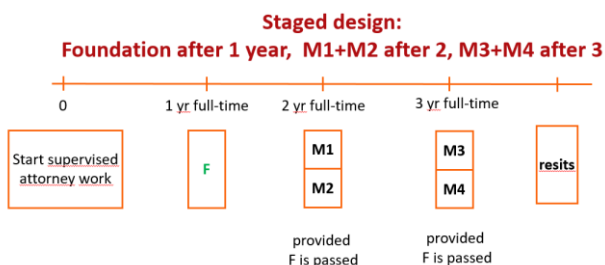 Staged design:
Foundation after 1 year, M1+M2 after 2, M3+M4 after 3
0
1 yr full-time
2 yr full-time
3 yr full-time
Start supervised
attorney work
F
M1
M2
M3
M4
resits
provided
F is passed
provided
F is passed